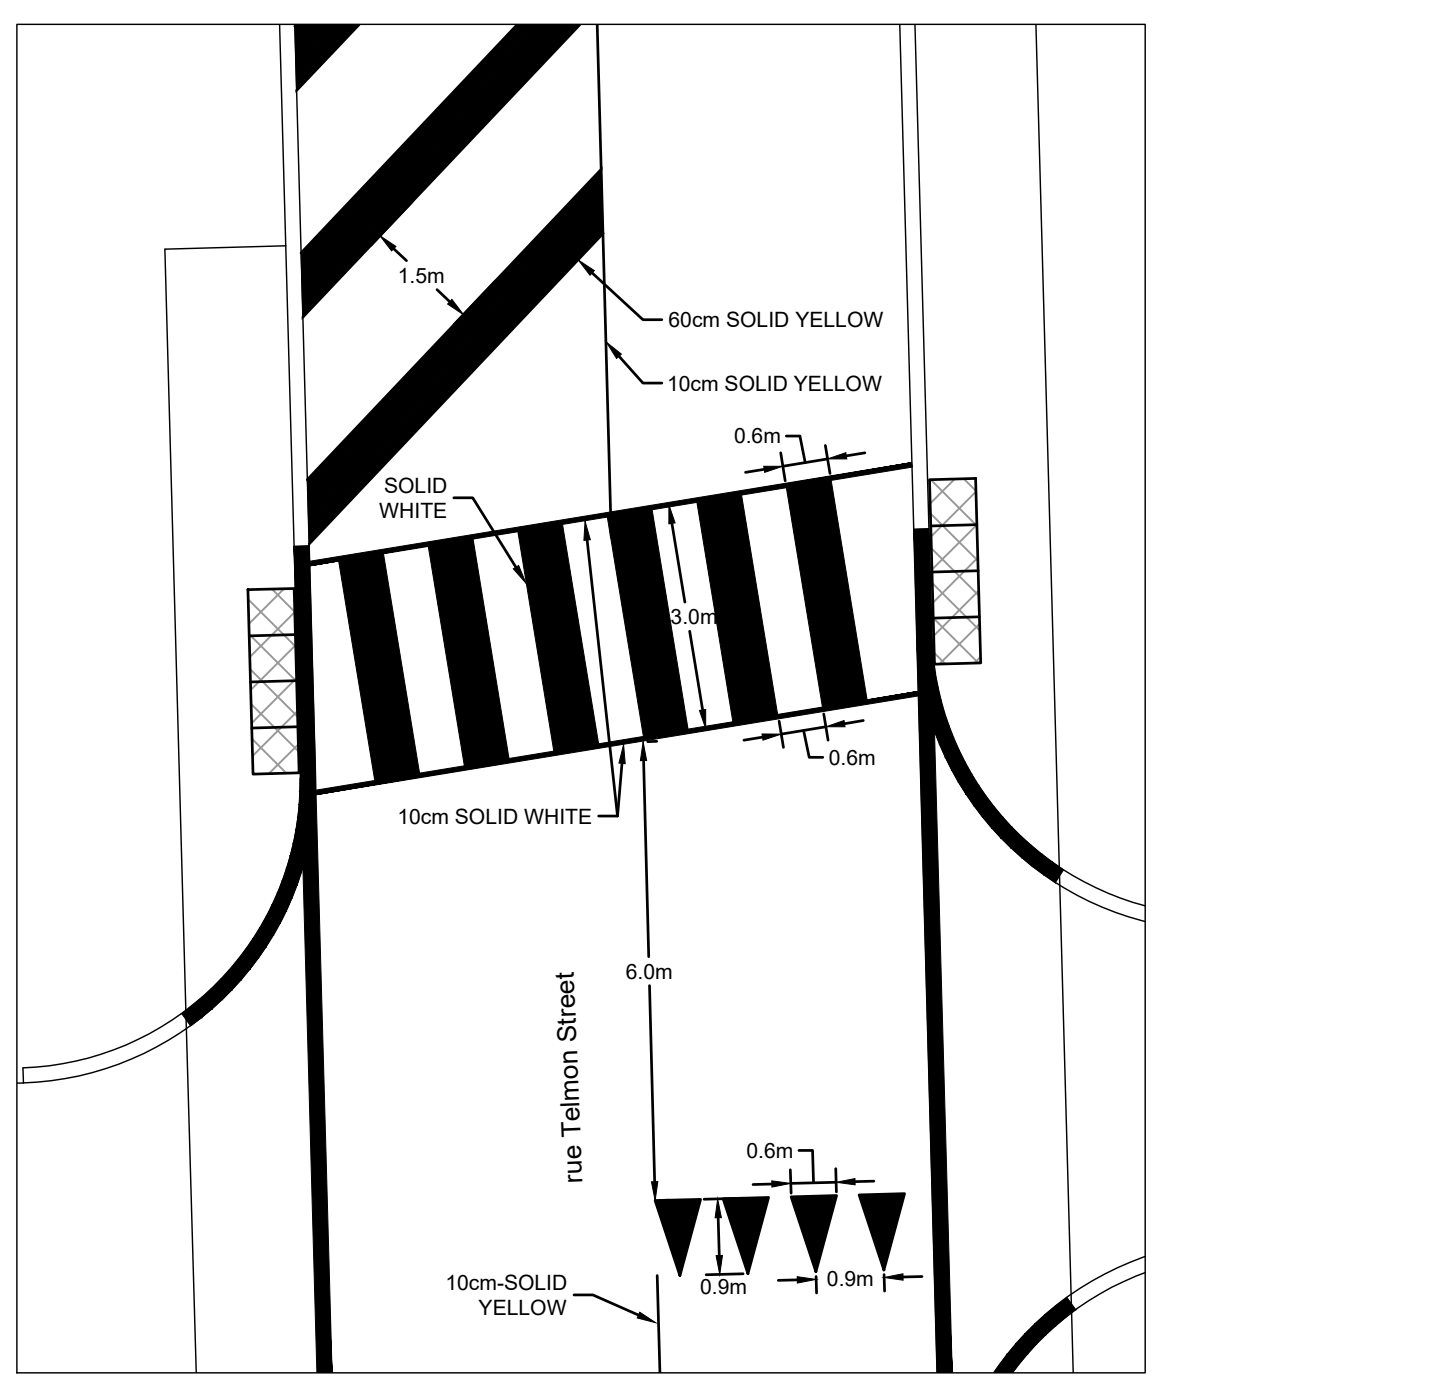 1.5m
60cm SOLID YELLOW
10cm SOLID YELLOW
0.6m
SOLID
WHITE
3.0m
0.6m
10cm SOLID WHITE
6.0m
rue Telmon Street
0.6m
0.9m
0.9m
10cm-SOLID
YELLOW